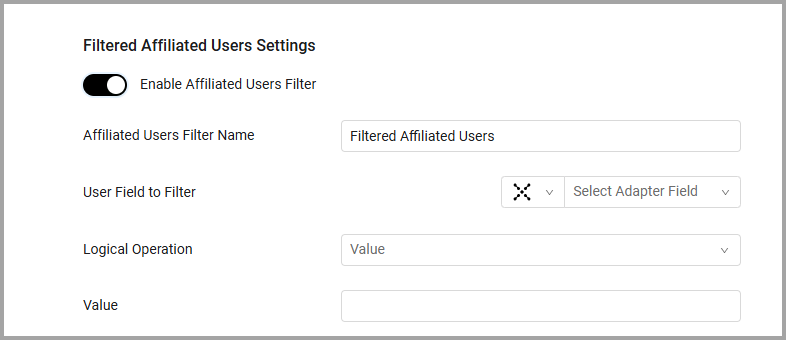 Filtered Affiliated Users Settings
Enable Affiliated Users Filter
Affiliated Users Filter Name
Filtered Affiliated Users
User Field to Filter
Select Adapter Field
Logical Operation
Value
Value